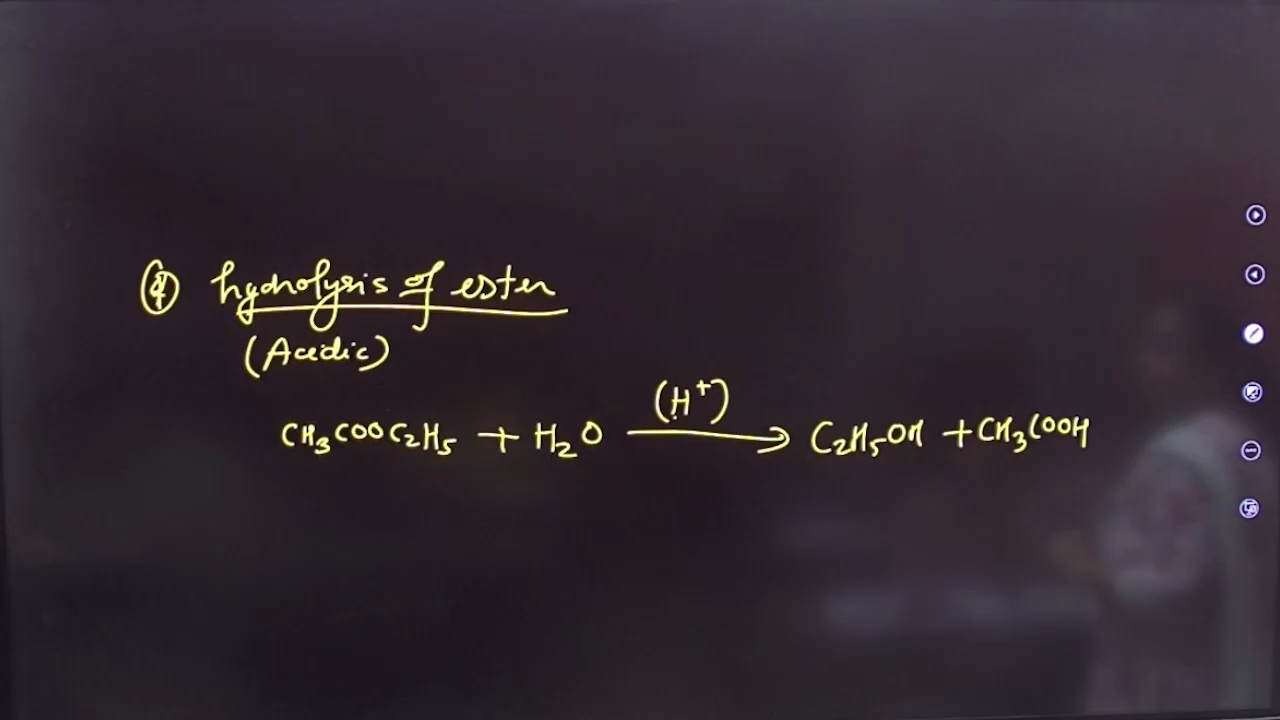 ④ hydrolysis of ester
(Acidic)
(H⁺)
CH₃COOC₂H₅ + H₂O ⟶ C₂H₅OH + CH₃COOH